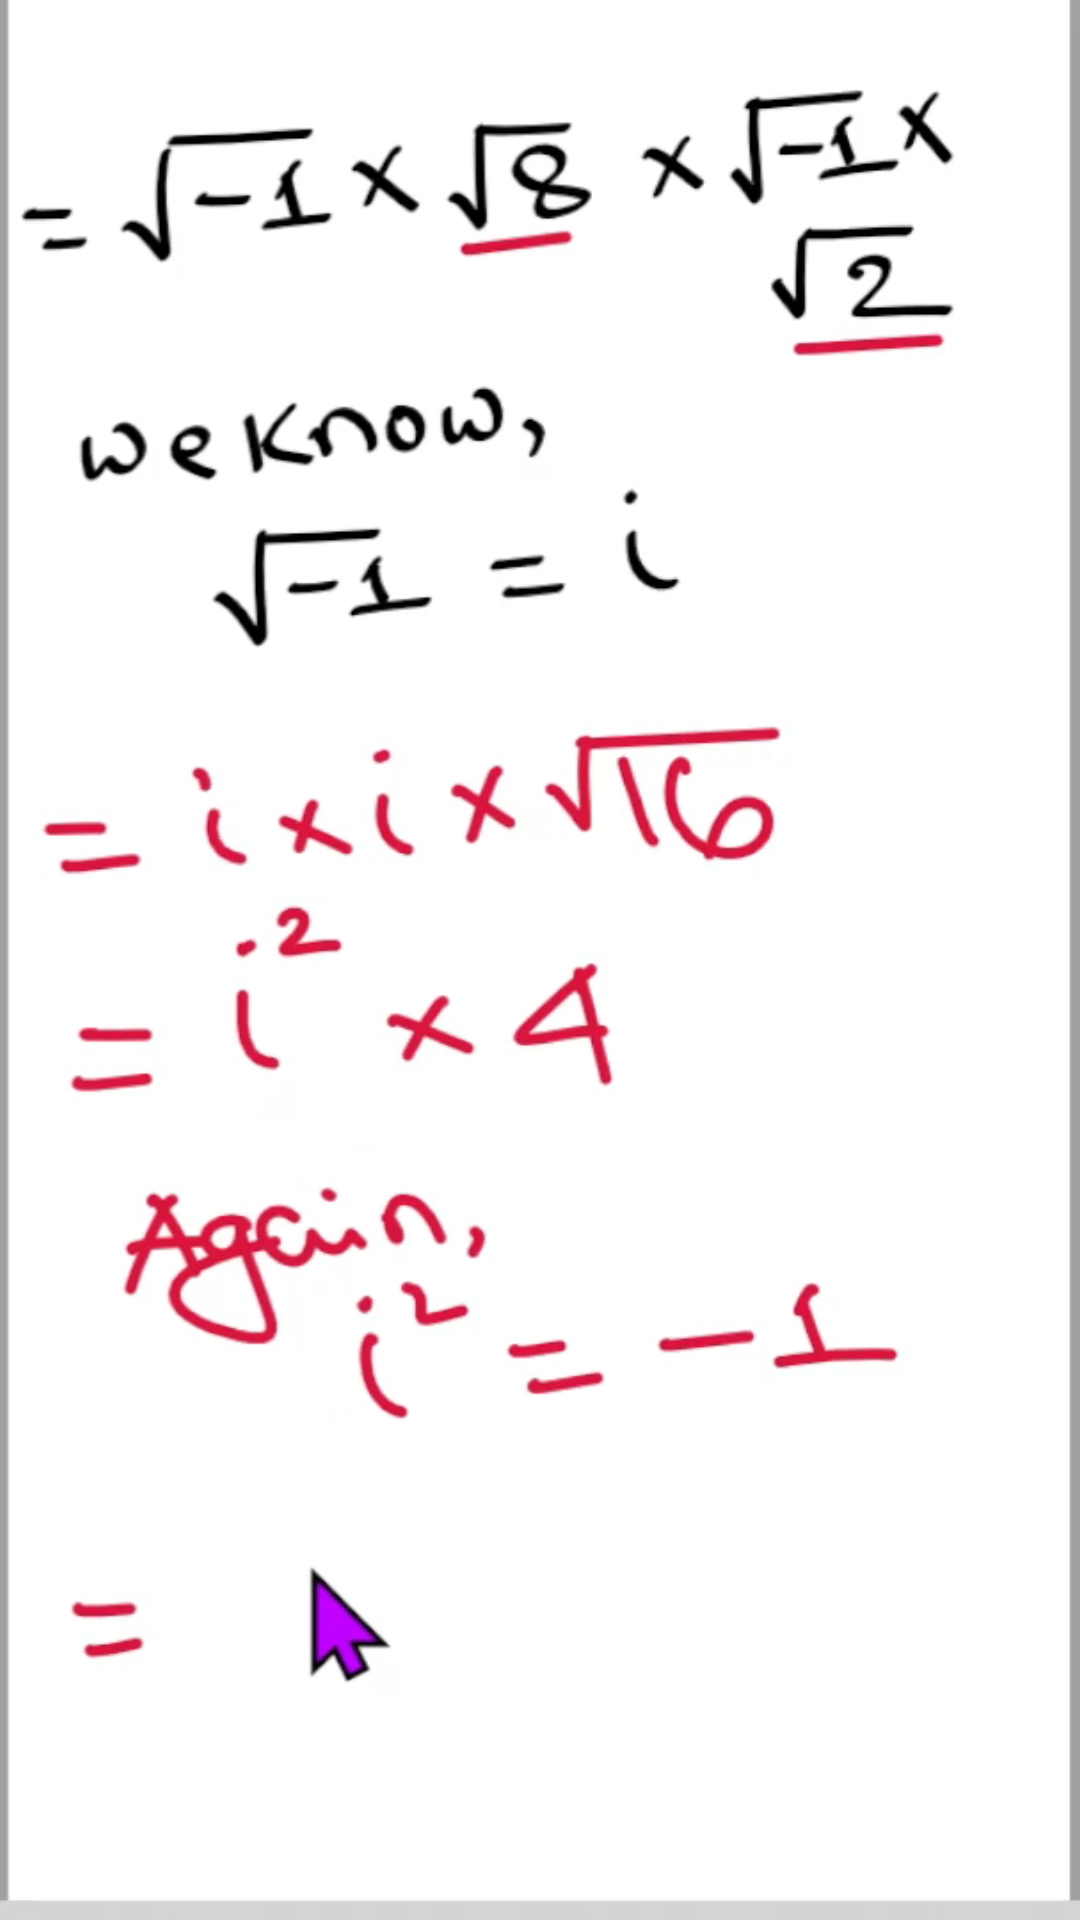 = √-1 × √8 × √-1 ×
√2
we know,
√-1 = i
= i × i × √16
= i² × 4
Again,
i² = -1
=